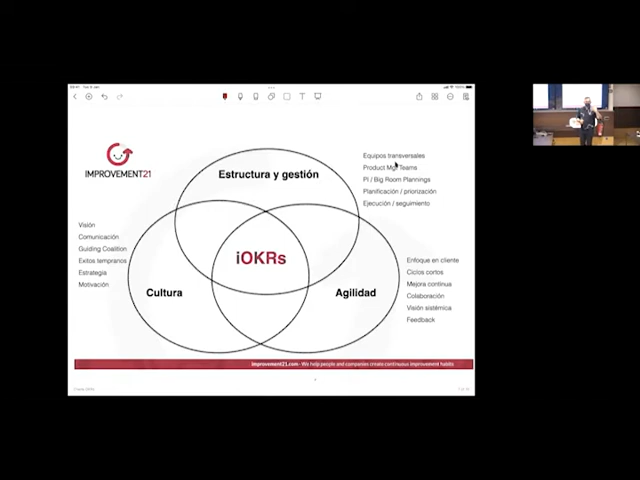 IMPROVEMENT21
Estructura y gestión
Equipos transversales
Product Mgt Teams
PI / Big Room Plannings
Planificación / priorización
Ejecución / seguimiento
Visión
Comunicación
Guiding Coalition
Exitos tempranos
Estrategia
Motivación
iOKRs
Cultura
Agilidad
Enfoque en cliente
Ciclos cortos
Mejora continua
Colaboración
Visión sistémica
Feedback
improvement21.com - We help people and companies create continuous improvement habits